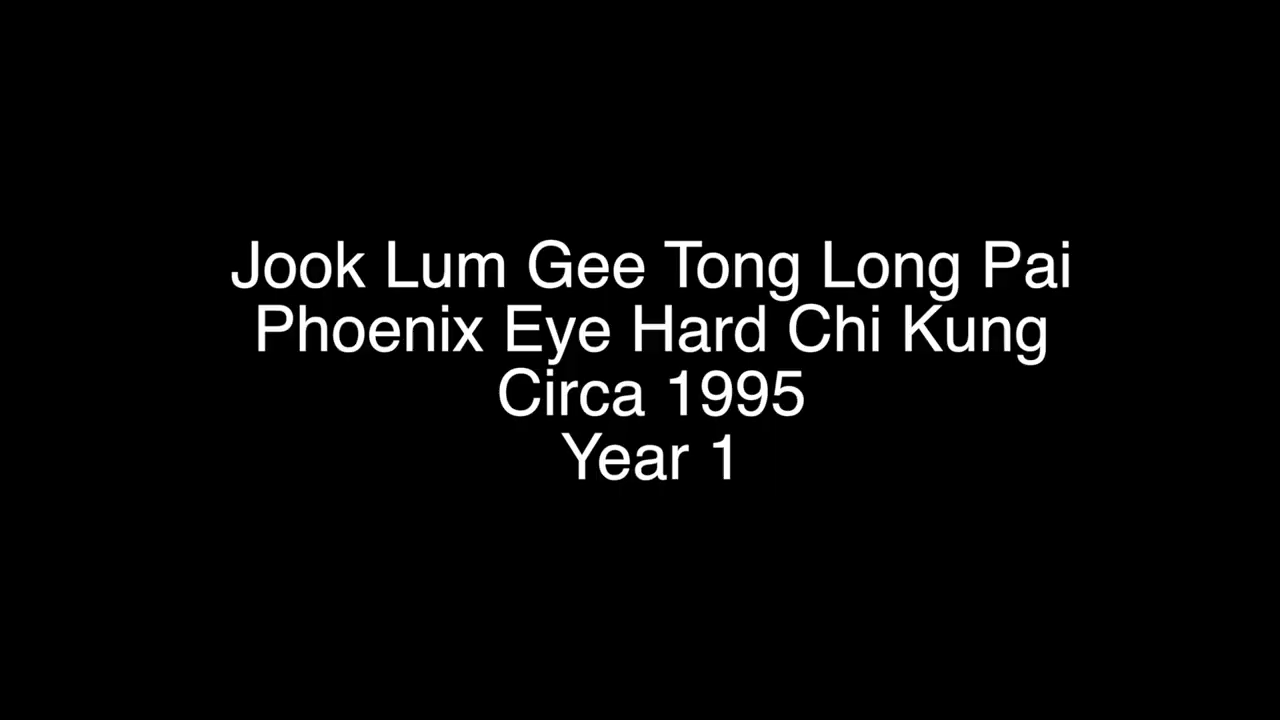 Jook Lum Gee Tong Long Pai
Phoenix Eye Hard Chi Kung
Circa 1995
Year 1